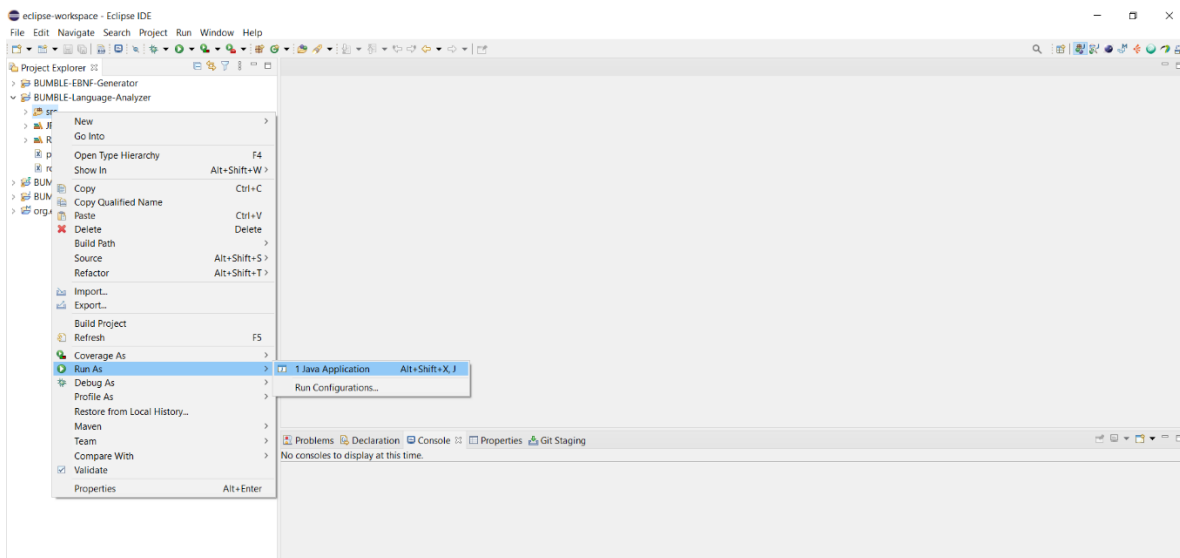 eclipse-workspace - Eclipse IDE
File Edit Navigate Search Project Run Window Help
Project Explorer
BUMBLE-EBNF-Generator
BUMBLE-Language-Analyzer
src
New
Go Into
Open Type Hierarchy F4
Show In Alt+Shift+W >
Copy Ctrl+C
Copy Qualified Name
Paste Ctrl+V
Delete Delete
Build Path
Source Alt+Shift+S >
Refactor Alt+Shift+T >
Import...
Export...
Build Project
Refresh F5
Coverage As
Run As
1 Java Application Alt+Shift+X, J
Debug As
Run Configurations...
Profile As
Restore from Local History...
Maven
Team
Compare With
Validate
Properties Alt+Enter
BUM
BUM
Problems Declaration Console Properties Git Staging
No consoles to display at this time.